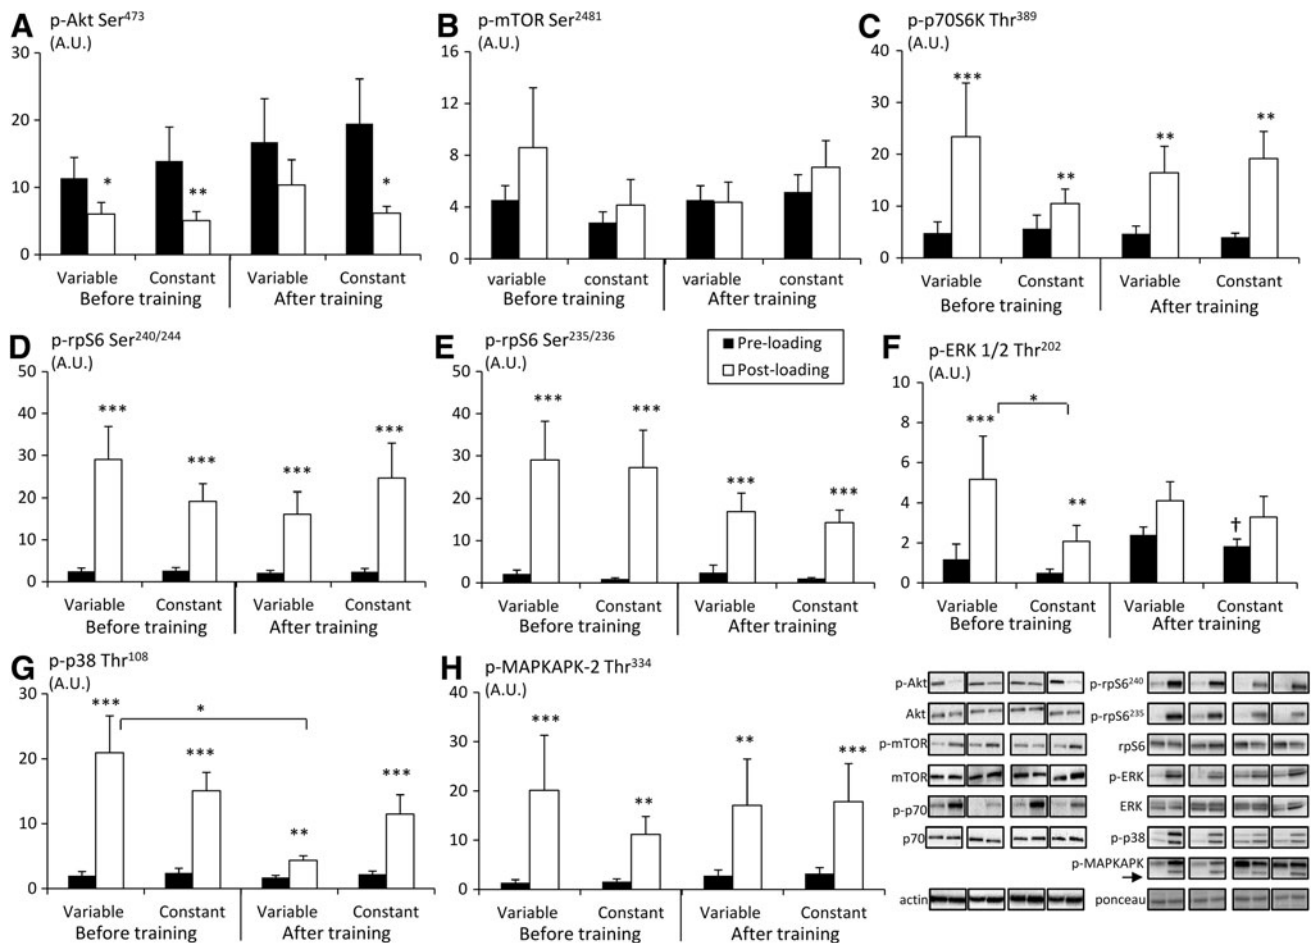 A p-Akt Ser473
(A.U.)
30
20
10
0
*
**
*
Variable Constant Variable Constant
Before training After training
B p-mTOR Ser2481
(A.U.)
16
12
8
4
0
variable constant variable constant
Before training After training
C p-p70S6K Thr389
(A.U.)
40
30
20
10
0
***
**
**
**
Variable Constant Variable Constant
Before training After training
D p-rpS6 Ser240/244
(A.U.)
50
40
30
20
10
0
***
***
***
***
Variable Constant Variable Constant
Before training After training
E p-rpS6 Ser235/236
(A.U.)
50
40
30
20
10
0
***
***
***
***
Variable Constant Variable Constant
Before training After training
Pre-loading
Post-loading
F p-ERK 1/2 Thr202
(A.U.)
10
8
6
4
2
0
***
*
**
†
Variable Constant Variable Constant
Before training After training
G p-p38 Thr108
(A.U.)
30
20
10
0
***
*
***
**
***
Variable Constant Variable Constant
Before training After training
H p-MAPKAPK-2 Thr334
(A.U.)
40
30
20
10
0
***
**
**
***
Variable Constant Variable Constant
Before training After training
p-Akt
Akt
p-mTOR
mTOR
p-p70
p70
actin
p-rpS6240
p-rpS6235
rpS6
p-ERK
ERK
p-p38
p-MAPKAPK
ponceau